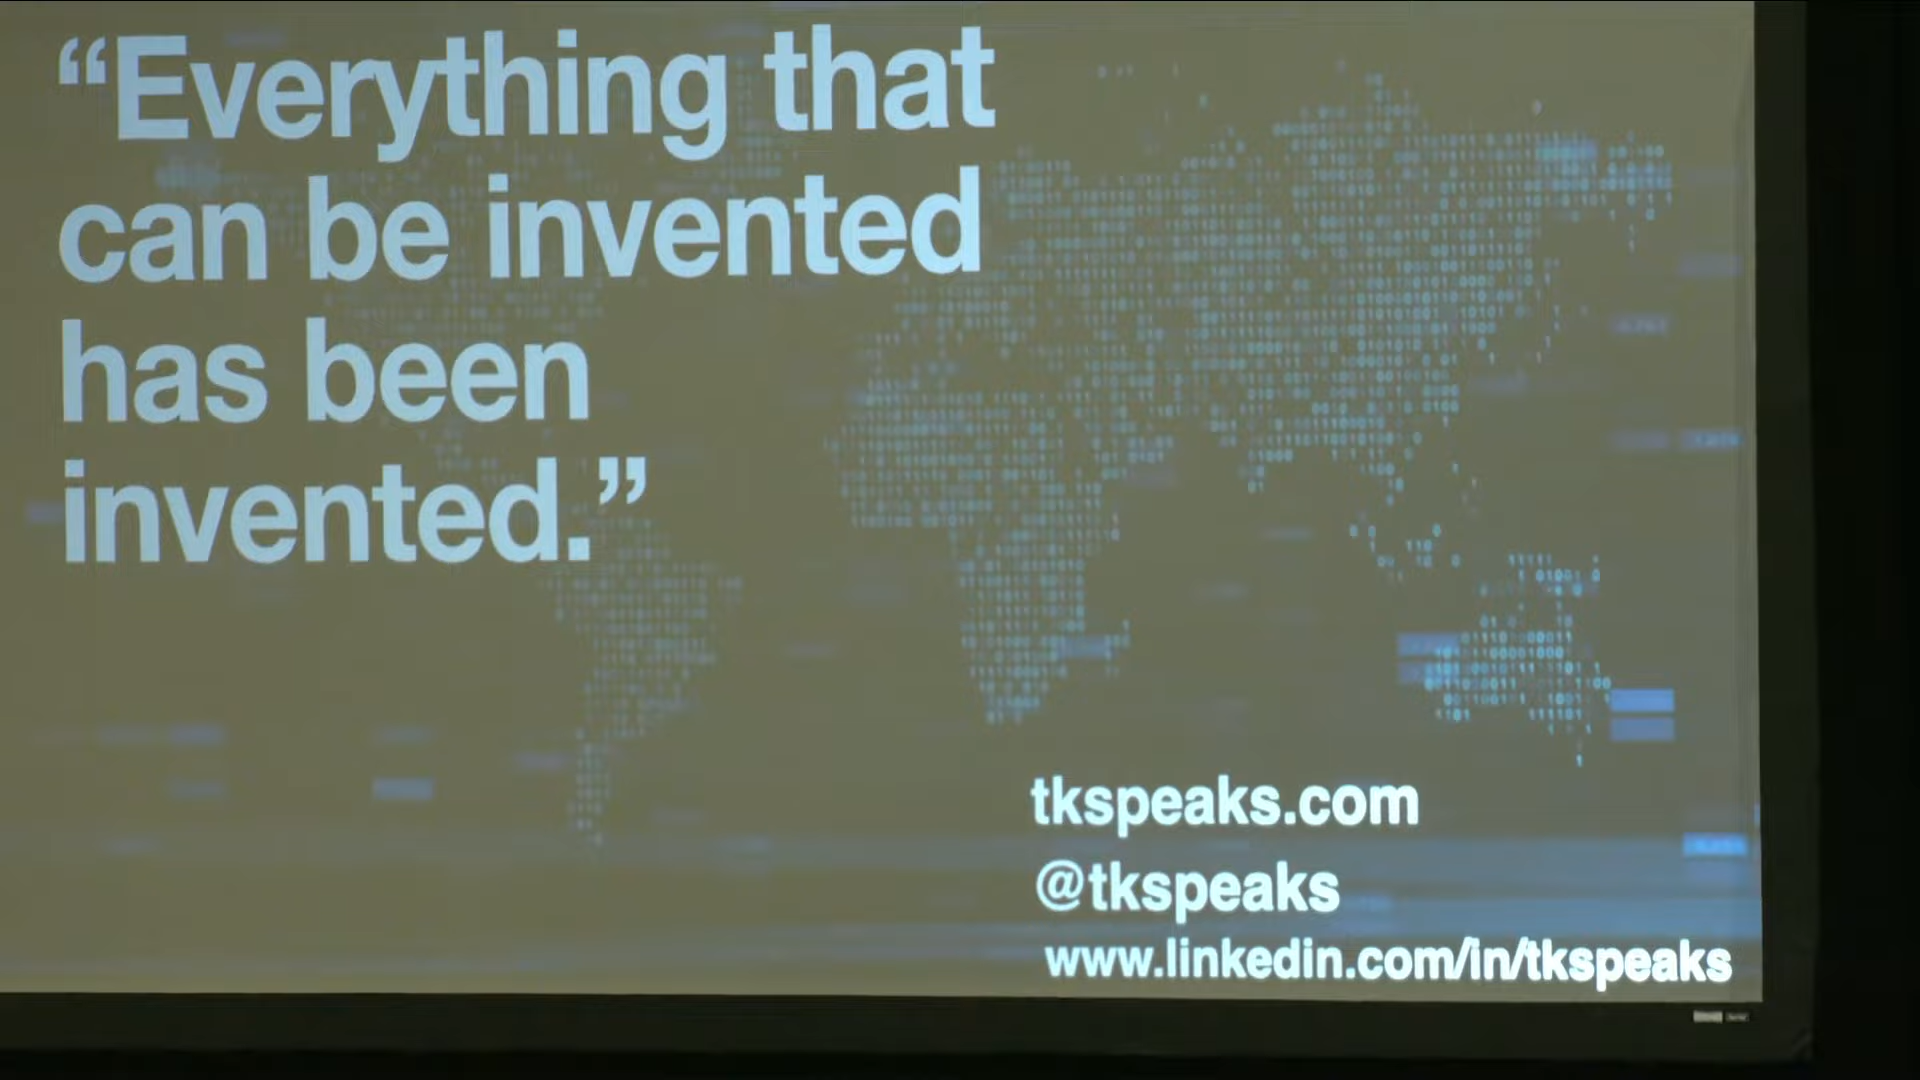 “Everything that
can be invented
has been
invented.”
tkspeaks.com
@tkspeaks
www.linkedin.com/in/tkspeaks